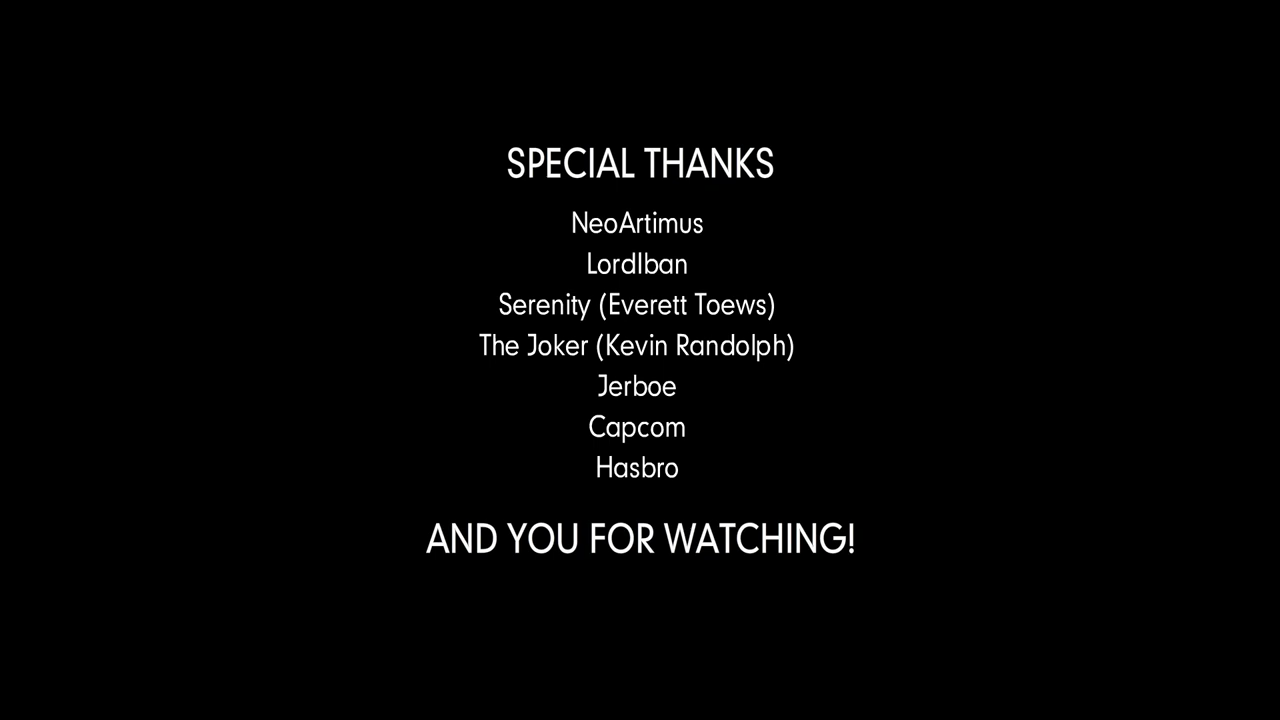 SPECIAL THANKS
NeoArtimus
LordIban
Serenity (Everett Toews)
The Joker (Kevin Randolph)
Jerboe
Capcom
Hasbro
AND YOU FOR WATCHING!